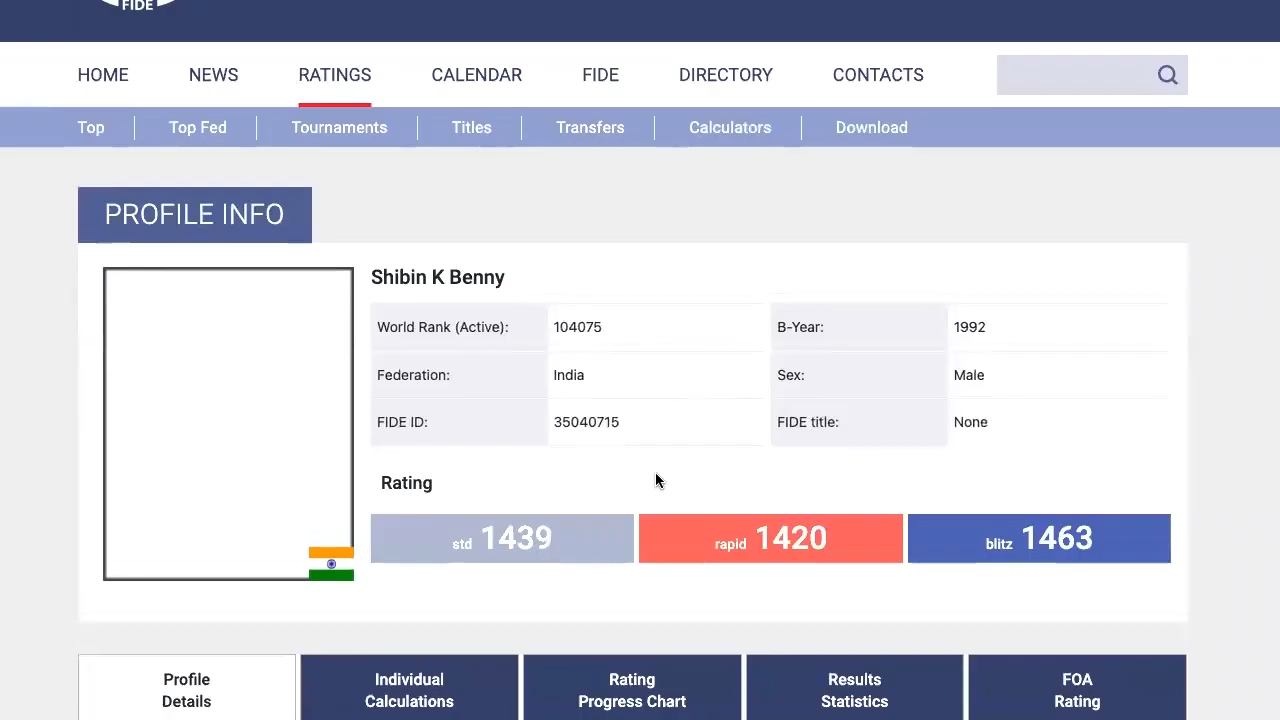 FIDE
HOME NEWS RATINGS CALENDAR FIDE DIRECTORY CONTACTS
Top Top Fed Tournaments Titles Transfers Calculators Download
PROFILE INFO
Shibin K Benny
World Rank (Active): 104075 B-Year: 1992
Federation: India Sex: Male
FIDE ID: 35040715 FIDE title: None
Rating
std 1439 rapid 1420 blitz 1463
Profile Details
Individual Calculations
Rating Progress Chart
Results Statistics
FOA Rating